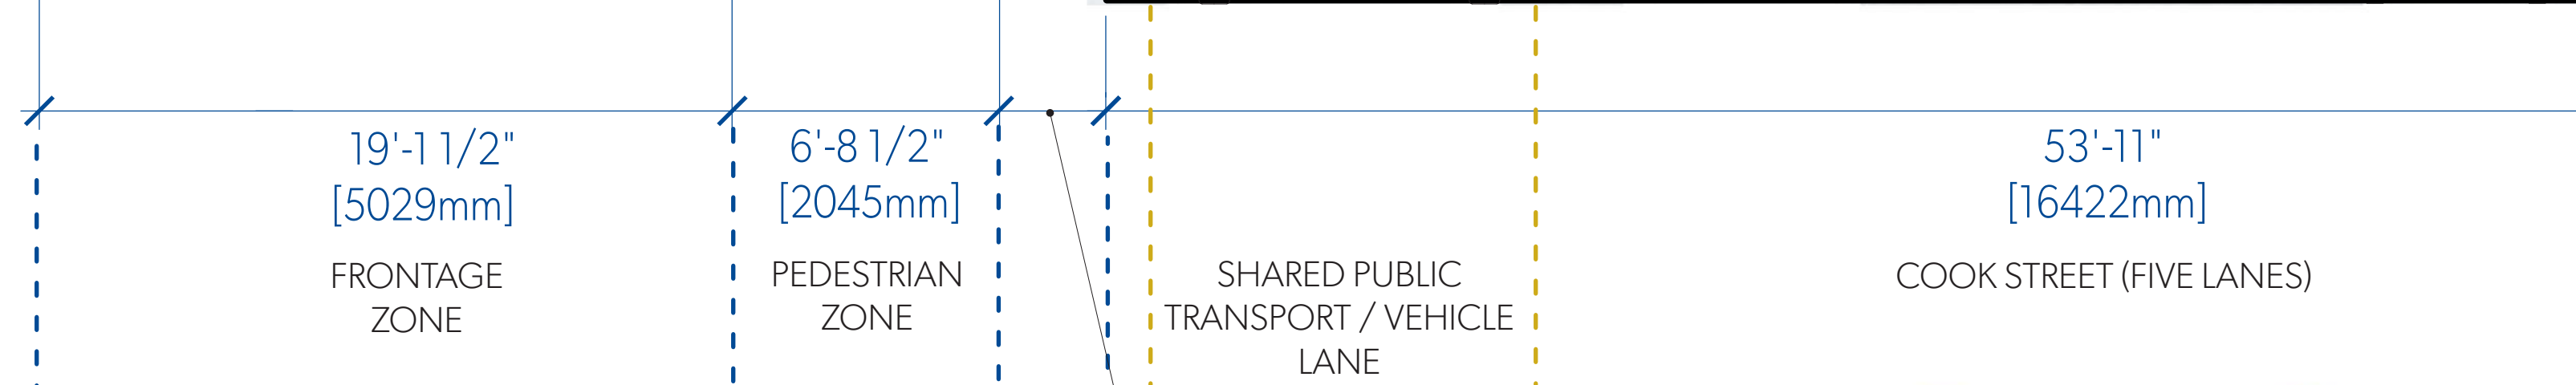 19'-1 1/2"
[5029mm]
FRONTAGE
ZONE
6'-8 1/2"
[2045mm]
PEDESTRIAN
ZONE
SHARED PUBLIC
TRANSPORT / VEHICLE
LANE
53'-11"
[16422mm]
COOK STREET (FIVE LANES)